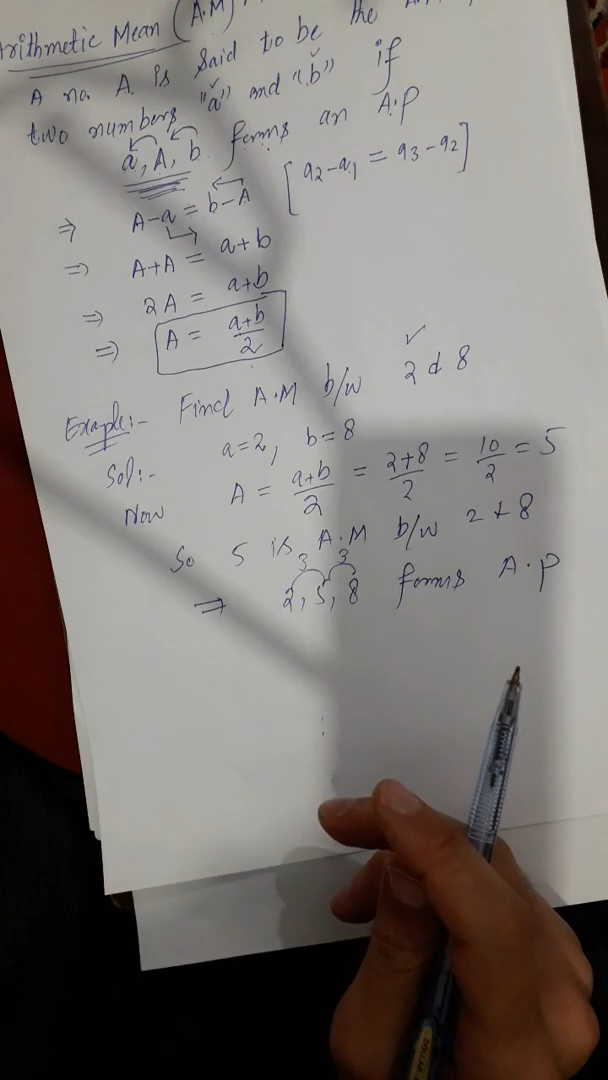 Arithmetic Mean (A.M)
A no. A is said to be the A.M
two numbers "a" and "b" if
a, A, b forms an A.P
⇒ A-a = b-A [a₂-a₁ = a₃-a₂]
⇒ A+A = a+b
⇒ 2A = a+b
⇒ A = a+b/2
Example:- Find A.M b/w 2 & 8
Sol:- a=2, b=8
Now A = a+b/2 = 2+8/2 = 10/2 = 5
So 5 is A.M b/w 2 & 8
3 3
⇒ 2, 5, 8 forms A.P
DOLLAR